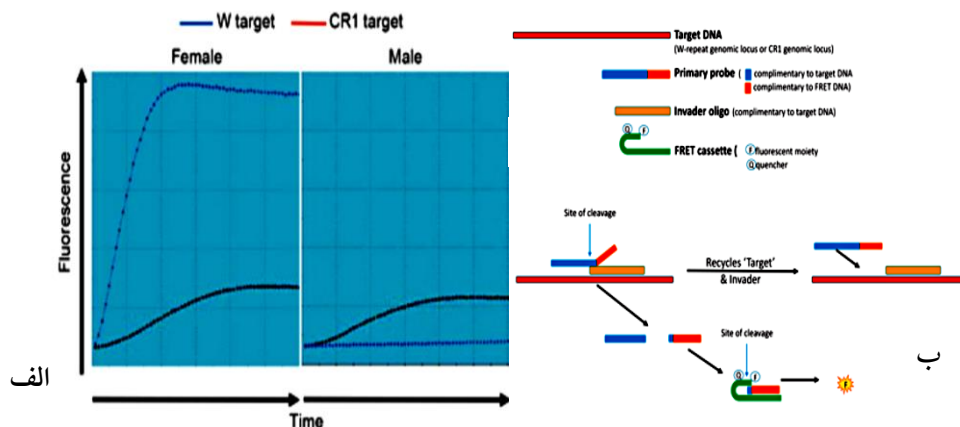 W target CR1 target
Female Male
Fluorescence
Time
الف
Target DNA
(W-repeat genomic locus or CR1 genomic locus)
Primary probe ( complimentary to target DNA
complimentary to FRET DNA)
Invader oligo (complimentary to target DNA)
Q F
FRET cassette ( F fluorescent moiety
Q quencher
Site of cleavage
Recycles 'Target'
& Invader
Site of cleavage
Q F
F
ب